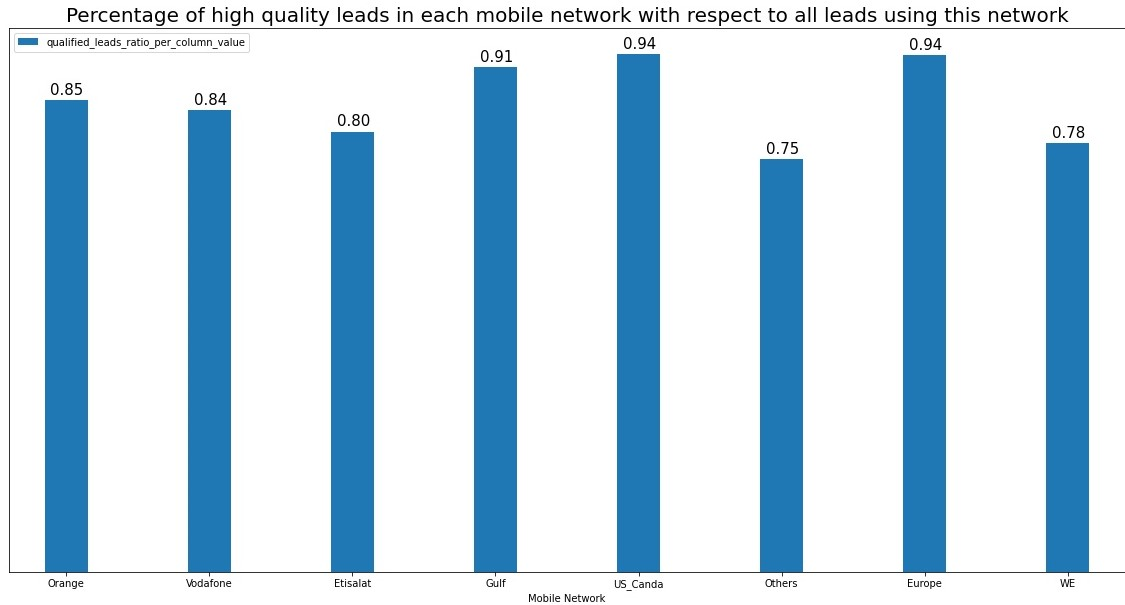 Percentage of high quality leads in each mobile network with respect to all leads using this network
qualified_leads_ratio_per_column_value
0.85 0.84 0.80 0.91 0.94 0.75 0.94 0.78
Orange Vodafone Etisalat Gulf US_Canda Others Europe WE
Mobile Network